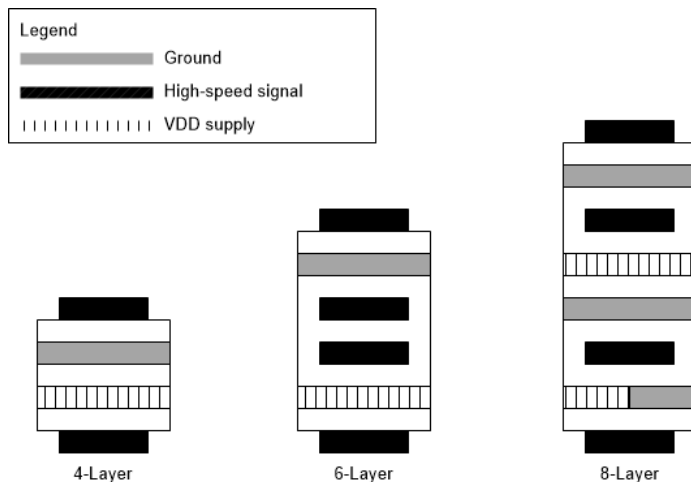 Legend
Ground
High-speed signal
VDD supply
4-Layer
6-Layer
8-Layer